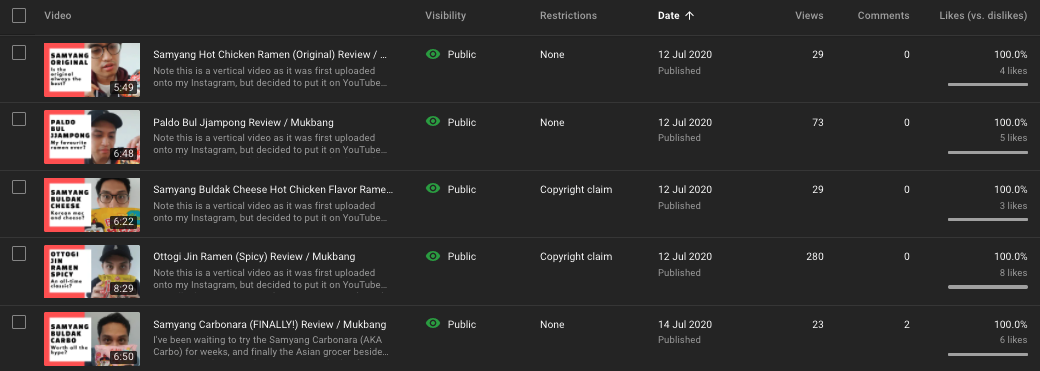 Video Visibility Restrictions Date ↑ Views Comments Likes (vs. dislikes)
SAMYANG
ORIGINAL
Is the
original
always the
best?
5:49
Samyang Hot Chicken Ramen (Original) Review / ...
Note this is a vertical video as it was first uploaded
onto my Instagram, but decided to put it on YouTube...
Public
None
12 Jul 2020
Published
29
0
100.0%
4 likes
PALDO
BUL
JJAMPONG
My favourite
ramen ever?
6:48
Paldo Bul Jjampong Review / Mukbang
Note this is a vertical video as it was first uploaded
onto my Instagram, but decided to put it on YouTube...
Public
None
12 Jul 2020
Published
73
0
100.0%
5 likes
SAMYANG
BULDAK
CHEESE
Korean mac
and cheese?
6:22
Samyang Buldak Cheese Hot Chicken Flavor Rame...
Note this is a vertical video as it was first uploaded
onto my Instagram, but decided to put it on YouTube...
Public
Copyright claim
12 Jul 2020
Published
29
0
100.0%
3 likes
OTTOGI
JIN
RAMEN
SPICY
An all-time
classic?
8:29
Ottogi Jin Ramen (Spicy) Review / Mukbang
Note this is a vertical video as it was first uploaded
onto my Instagram, but decided to put it on YouTube...
Public
Copyright claim
12 Jul 2020
Published
280
0
100.0%
8 likes
SAMYANG
BULDAK
CARBO
Worth all the
hype?
6:50
Samyang Carbonara (FINALLY!) Review / Mukbang
I've been waiting to try the Samyang Carbonara (AKA
Carbo) for weeks, and finally the Asian grocer beside...
Public
None
14 Jul 2020
Published
23
2
100.0%
6 likes